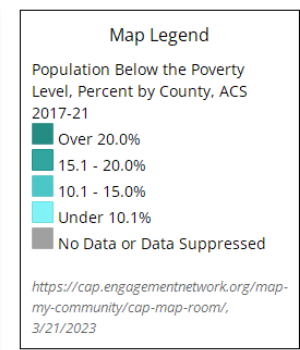 Map Legend
Population Below the Poverty
Level, Percent by County, ACS
2017-21
Over 20.0%
15.1 - 20.0%
10.1 - 15.0%
Under 10.1%
No Data or Data Suppressed
https://cap.engagementnetwork.org/map-
my-community/cap-map-room/,
3/21/2023